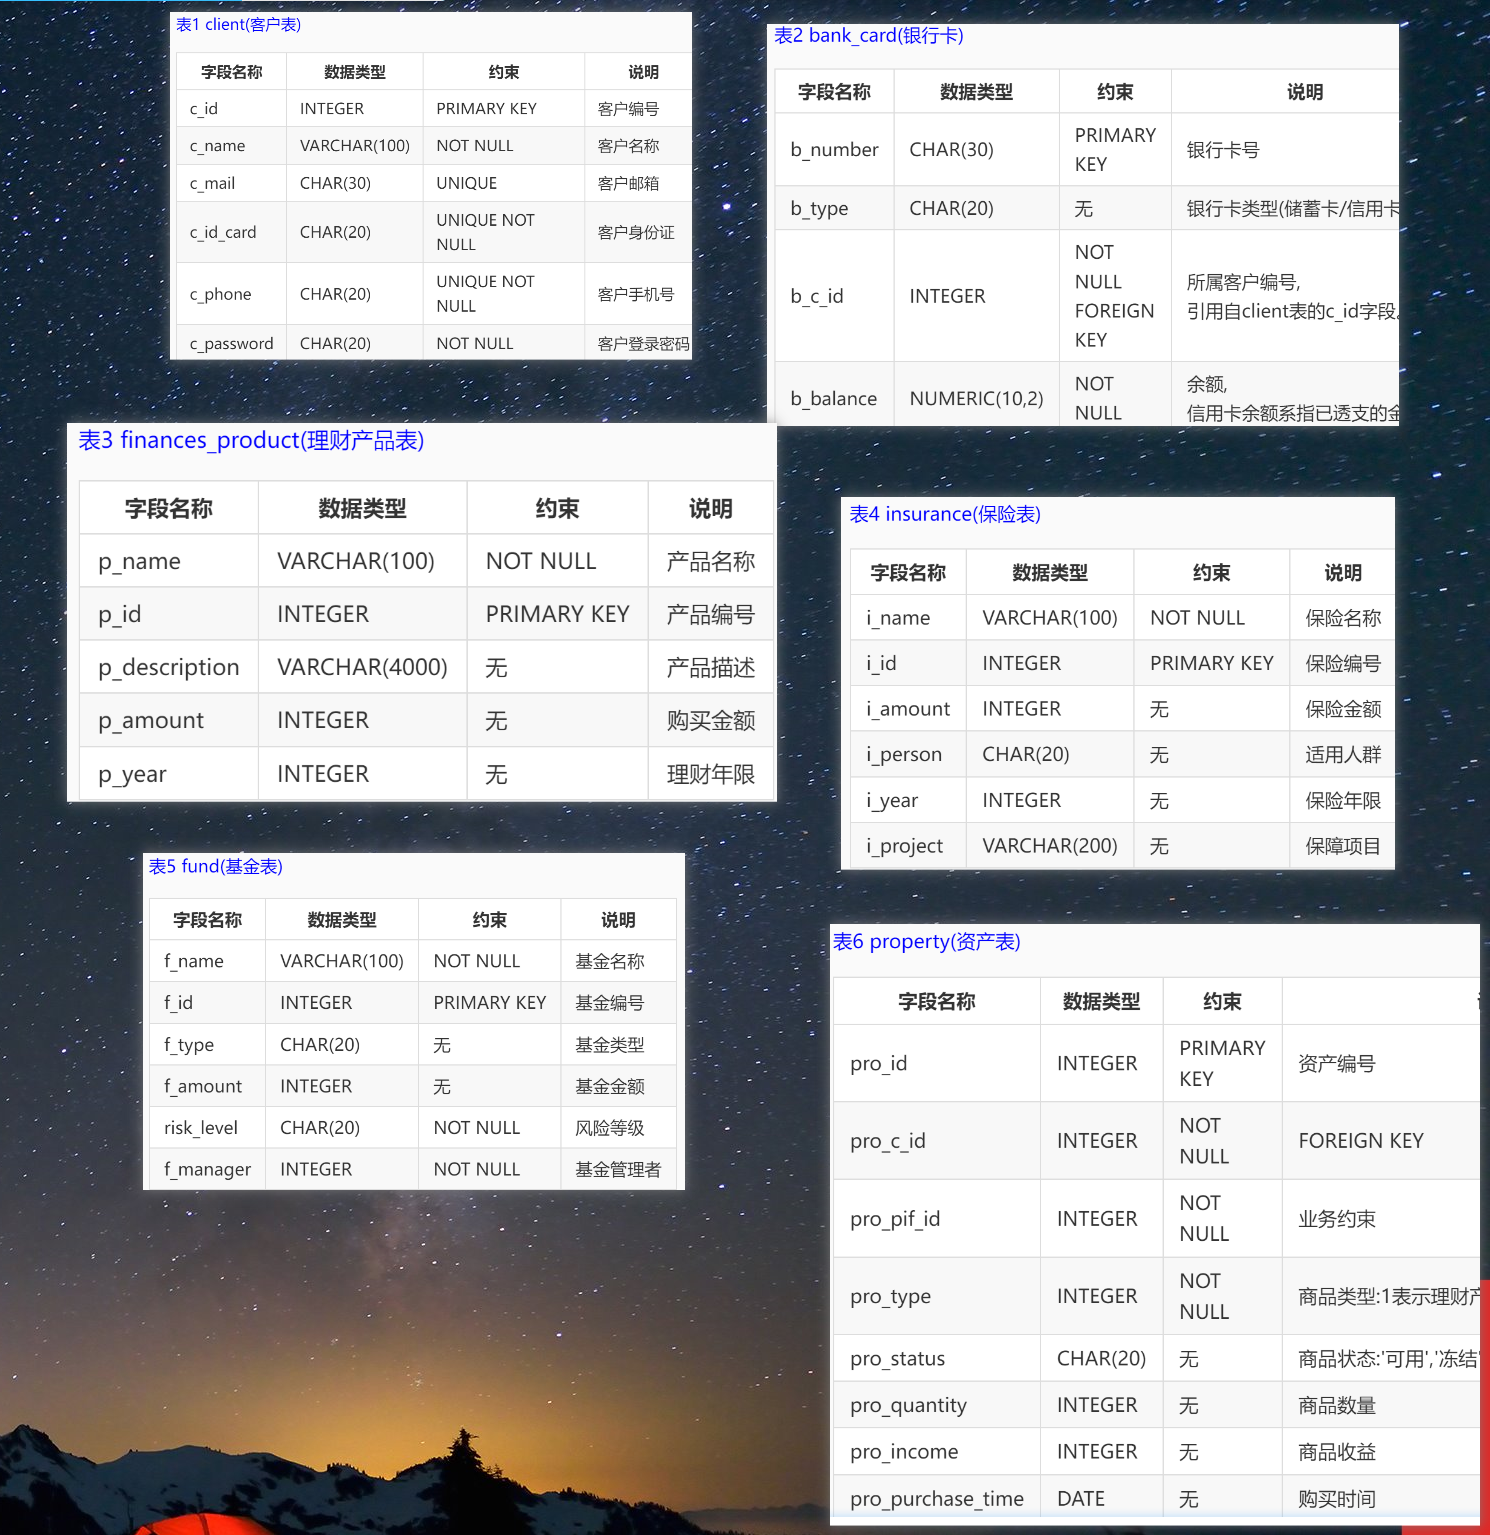 表1 client(客户表)
字段名称 数据类型 约束 说明
c_id INTEGER PRIMARY KEY 客户编号
c_name VARCHAR(100) NOT NULL 客户名称
c_mail CHAR(30) UNIQUE 客户邮箱
c_id_card CHAR(20) UNIQUE NOT NULL 客户身份证
c_phone CHAR(20) UNIQUE NOT NULL 客户手机号
c_password CHAR(20) NOT NULL 客户登录密码
表2 bank_card(银行卡)
字段名称 数据类型 约束 说明
b_number CHAR(30) PRIMARY KEY 银行卡号
b_type CHAR(20) 无 银行卡类型(储蓄卡/信用卡
b_c_id INTEGER NOT NULL FOREIGN KEY 所属客户编号,
引用自client表的c_id字段。
b_balance NUMERIC(10,2) NOT NULL 余额,
信用卡余额系指已透支的金
表3 finances_product(理财产品表)
字段名称 数据类型 约束 说明
p_name VARCHAR(100) NOT NULL 产品名称
p_id INTEGER PRIMARY KEY 产品编号
p_description VARCHAR(4000) 无 产品描述
p_amount INTEGER 无 购买金额
p_year INTEGER 无 理财年限
表4 insurance(保险表)
字段名称 数据类型 约束 说明
i_name VARCHAR(100) NOT NULL 保险名称
i_id INTEGER PRIMARY KEY 保险编号
i_amount INTEGER 无 保险金额
i_person CHAR(20) 无 适用人群
i_year INTEGER 无 保险年限
i_project VARCHAR(200) 无 保障项目
表5 fund(基金表)
字段名称 数据类型 约束 说明
f_name VARCHAR(100) NOT NULL 基金名称
f_id INTEGER PRIMARY KEY 基金编号
f_type CHAR(20) 无 基金类型
f_amount INTEGER 无 基金金额
risk_level CHAR(20) NOT NULL 风险等级
f_manager INTEGER NOT NULL 基金管理者
表6 property(资产表)
字段名称 数据类型 约束
pro_id INTEGER PRIMARY KEY 资产编号
pro_c_id INTEGER NOT NULL FOREIGN KEY
pro_pif_id INTEGER NOT NULL 业务约束
pro_type INTEGER NOT NULL 商品类型:1表示理财产
pro_status CHAR(20) 无 商品状态:'可用','冻结'
pro_quantity INTEGER 无 商品数量
pro_income INTEGER 无 商品收益
pro_purchase_time DATE 无 购买时间